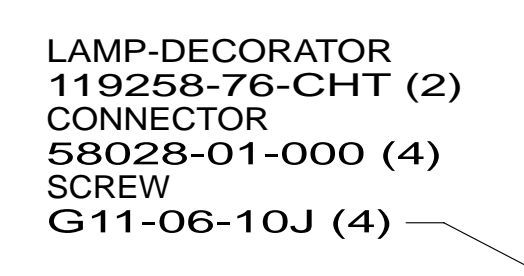 LAMP-DECORATOR
119258-76-CHT (2)
CONNECTOR
58028-01-000 (4)
SCREW
G11-06-10J (4)